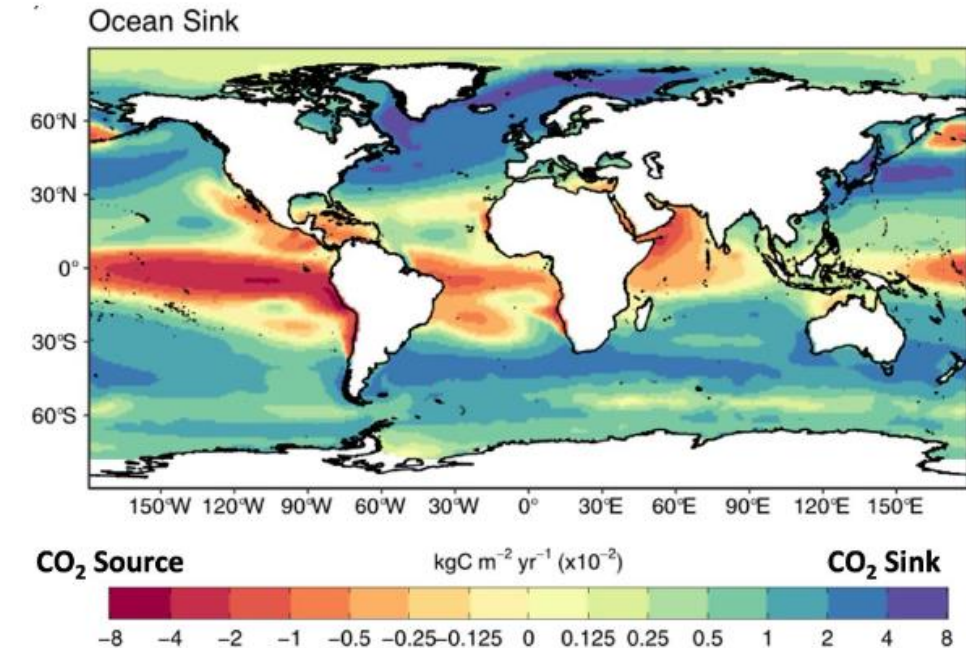 Ocean Sink
60°N
30°N
0°
30°S
60°S
150°W 120°W 90°W 60°W 30°W 0° 30°E 60°E 90°E 120°E 150°E
CO₂ Source kgC m⁻² yr⁻¹ (x10⁻²) CO₂ Sink
−8 −4 −2 −1 −0.5 −0.25 −0.125 0 0.125 0.25 0.5 1 2 4 8